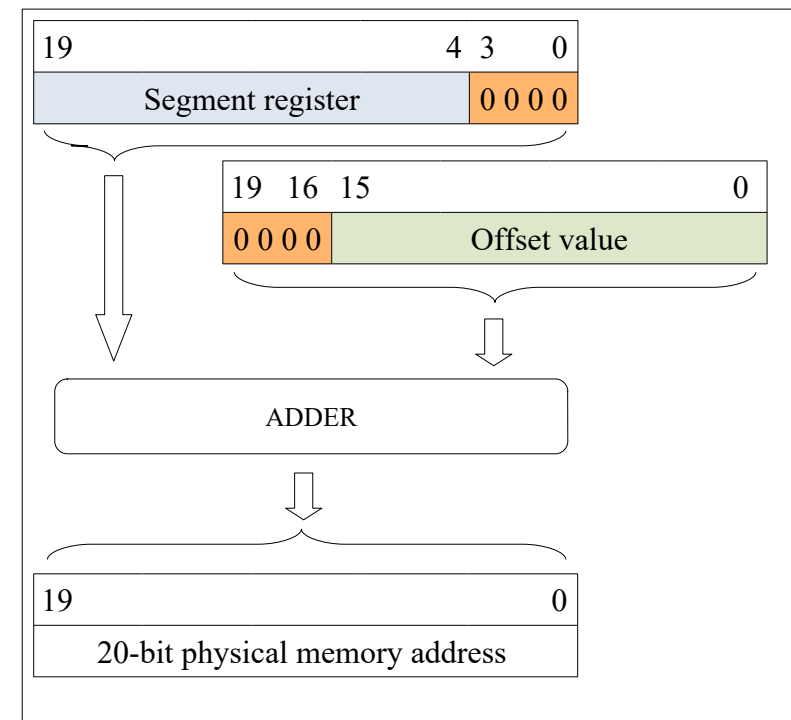 19 4 3 0
Segment register 0 0 0 0
19 16 15 0
0 0 0 0 Offset value
ADDER
19 0
20-bit physical memory address